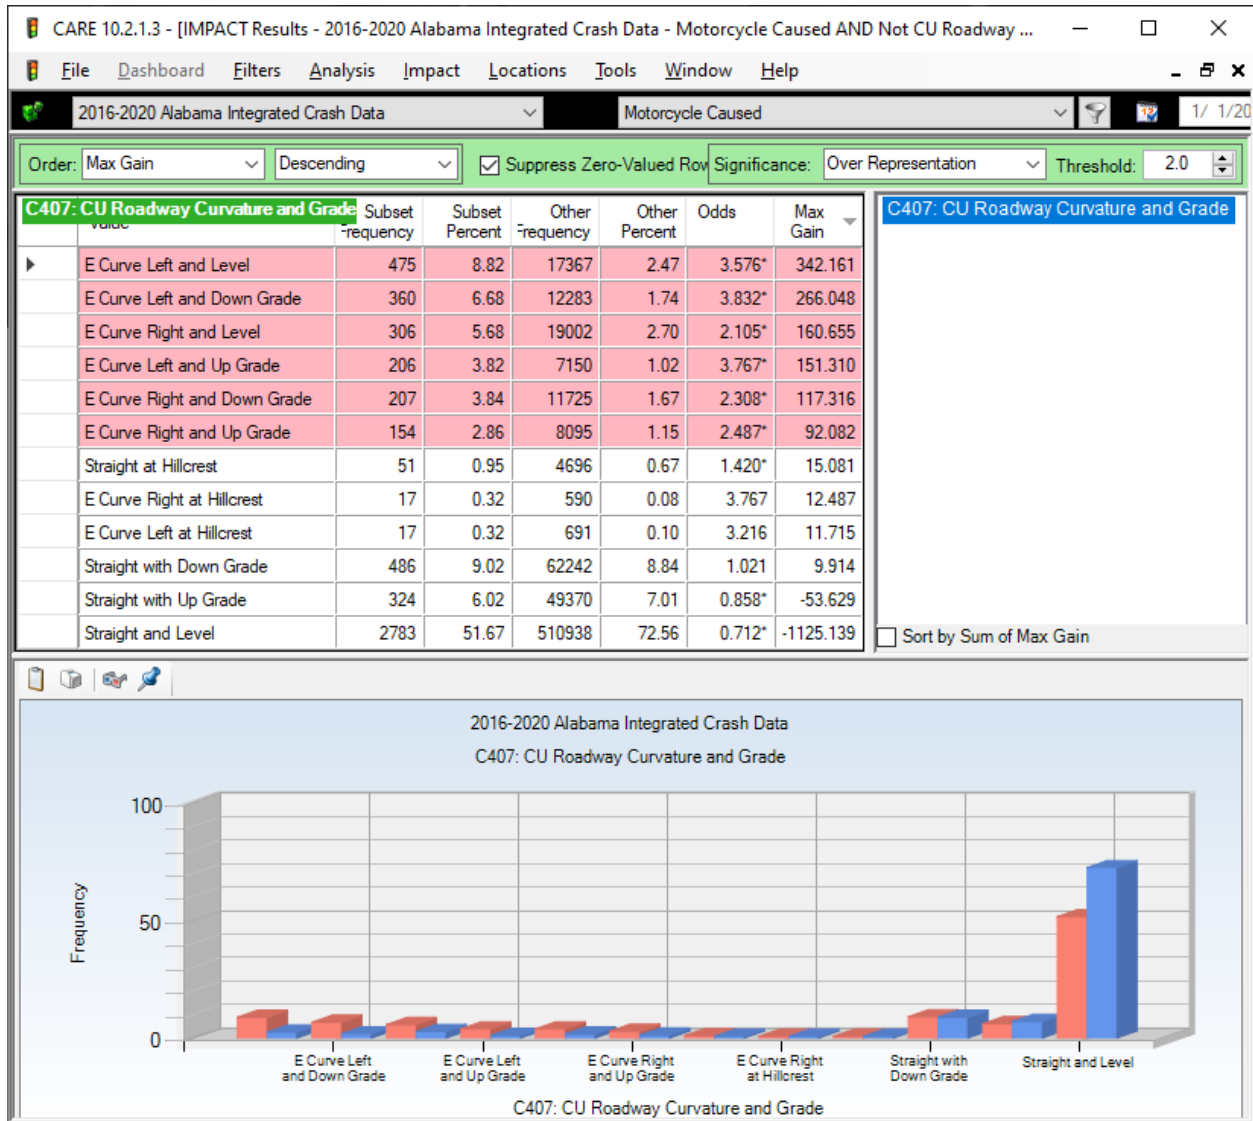 CARE 10.2.1.3 - [IMPACT Results - 2016-2020 Alabama Integrated Crash Data - Motorcycle Caused AND Not CU Roadway ...
File Dashboard Filters Analysis Impact Locations Tools Window Help
2016-2020 Alabama Integrated Crash Data Motorcycle Caused 1/ 1/20
Order: Max Gain Descending Suppress Zero-Valued Row Significance: Over Representation Threshold: 2.0
C407: CU Roadway Curvature and Grade Subset Frequency Subset Percent Other Frequency Other Percent Odds Max Gain
E Curve Left and Level 475 8.82 17367 2.47 3.576* 342.161
E Curve Left and Down Grade 360 6.68 12283 1.74 3.832* 266.048
E Curve Right and Level 306 5.68 19002 2.70 2.105* 160.655
E Curve Left and Up Grade 206 3.82 7150 1.02 3.767* 151.310
E Curve Right and Down Grade 207 3.84 11725 1.67 2.308* 117.316
E Curve Right and Up Grade 154 2.86 8095 1.15 2.487* 92.082
Straight at Hillcrest 51 0.95 4696 0.67 1.420* 15.081
E Curve Right at Hillcrest 17 0.32 590 0.08 3.767 12.487
E Curve Left at Hillcrest 17 0.32 691 0.10 3.216 11.715
Straight with Down Grade 486 9.02 62242 8.84 1.021 9.914
Straight with Up Grade 324 6.02 49370 7.01 0.858* -53.629
Straight and Level 2783 51.67 510938 72.56 0.712* -1125.139
C407: CU Roadway Curvature and Grade
Sort by Sum of Max Gain
2016-2020 Alabama Integrated Crash Data
C407: CU Roadway Curvature and Grade
100
50
0
Frequency
E Curve Left and Down Grade
E Curve Left and Up Grade
E Curve Right and Up Grade
E Curve Right at Hillcrest
Straight with Down Grade
Straight and Level
C407: CU Roadway Curvature and Grade